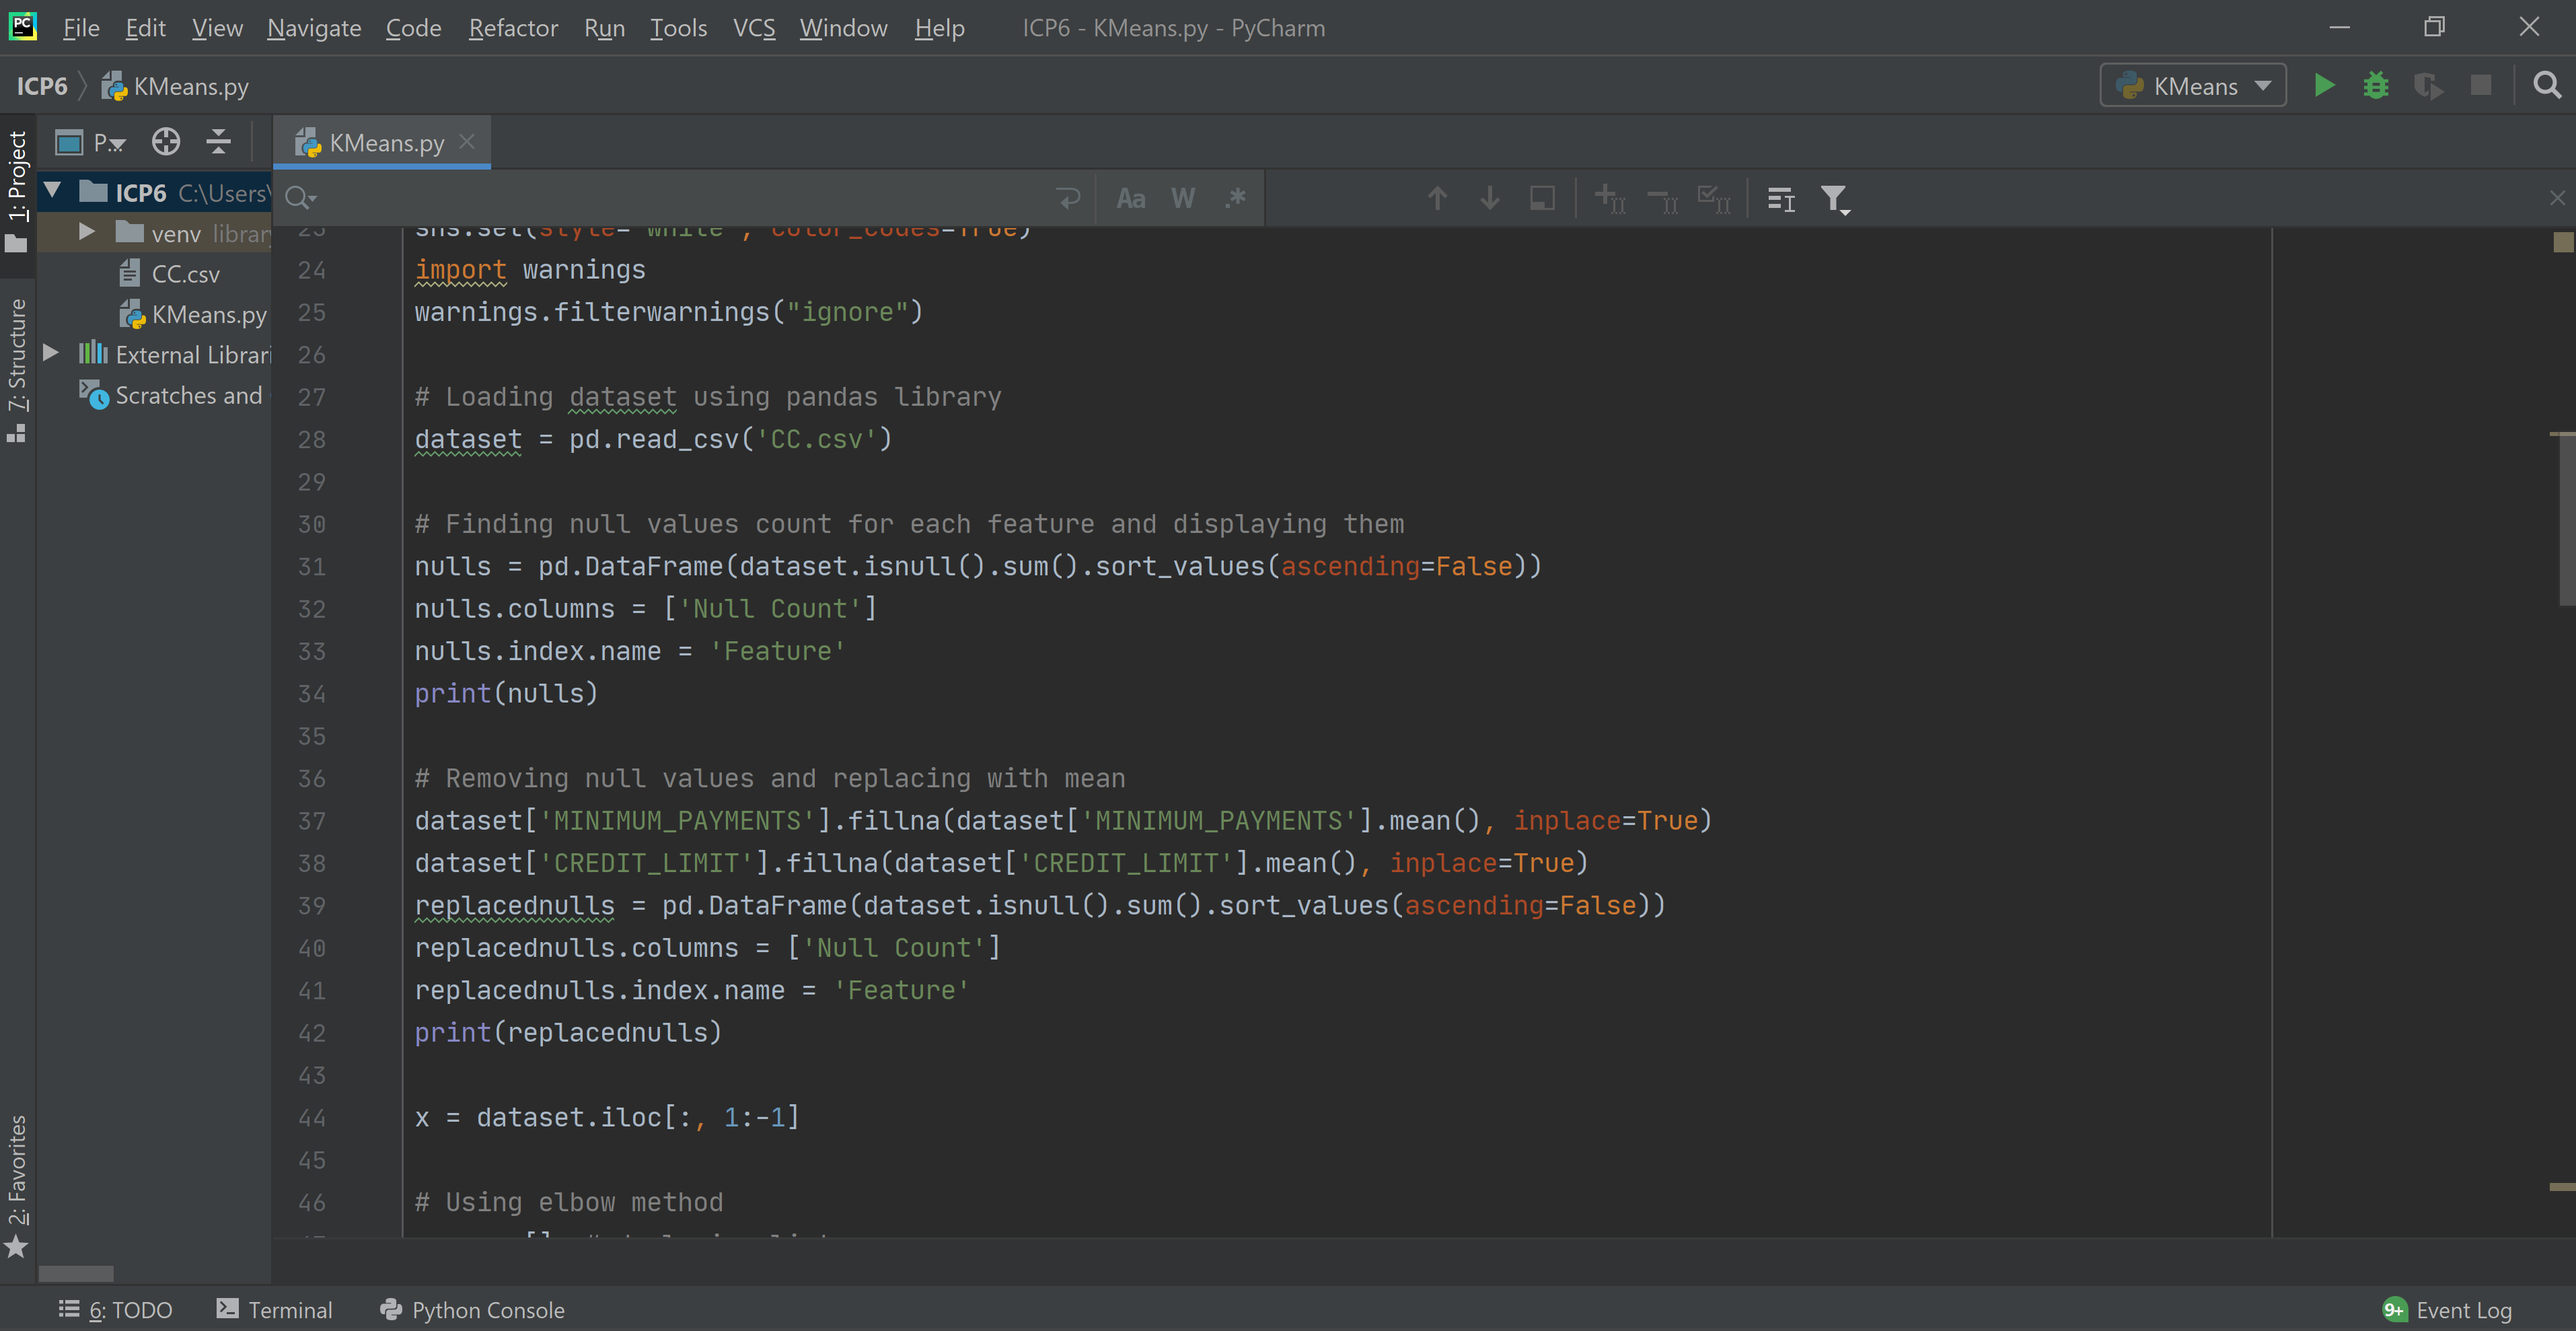 File Edit View Navigate Code Refactor Run Tools VCS Window Help ICP6 - KMeans.py - PyCharm
ICP6 KMeans.py KMeans
1: Project
P...
KMeans.py
Aa W .*
ICP6 C:\Users\
venv library
CC.csv
KMeans.py
External Librari
Scratches and
7: Structure
2: Favorites
23 sns.set(style="white", color_codes=True)
24 import warnings
25 warnings.filterwarnings("ignore")
26
27 # Loading dataset using pandas library
28 dataset = pd.read_csv('CC.csv')
29
30 # Finding null values count for each feature and displaying them
31 nulls = pd.DataFrame(dataset.isnull().sum().sort_values(ascending=False))
32 nulls.columns = ['Null Count']
33 nulls.index.name = 'Feature'
34 print(nulls)
35
36 # Removing null values and replacing with mean
37 dataset['MINIMUM_PAYMENTS'].fillna(dataset['MINIMUM_PAYMENTS'].mean(), inplace=True)
38 dataset['CREDIT_LIMIT'].fillna(dataset['CREDIT_LIMIT'].mean(), inplace=True)
39 replacednulls = pd.DataFrame(dataset.isnull().sum().sort_values(ascending=False))
40 replacednulls.columns = ['Null Count']
41 replacednulls.index.name = 'Feature'
42 print(replacednulls)
43
44 x = dataset.iloc[:, 1:-1]
45
46 # Using elbow method
6: TODO Terminal Python Console 9+ Event Log